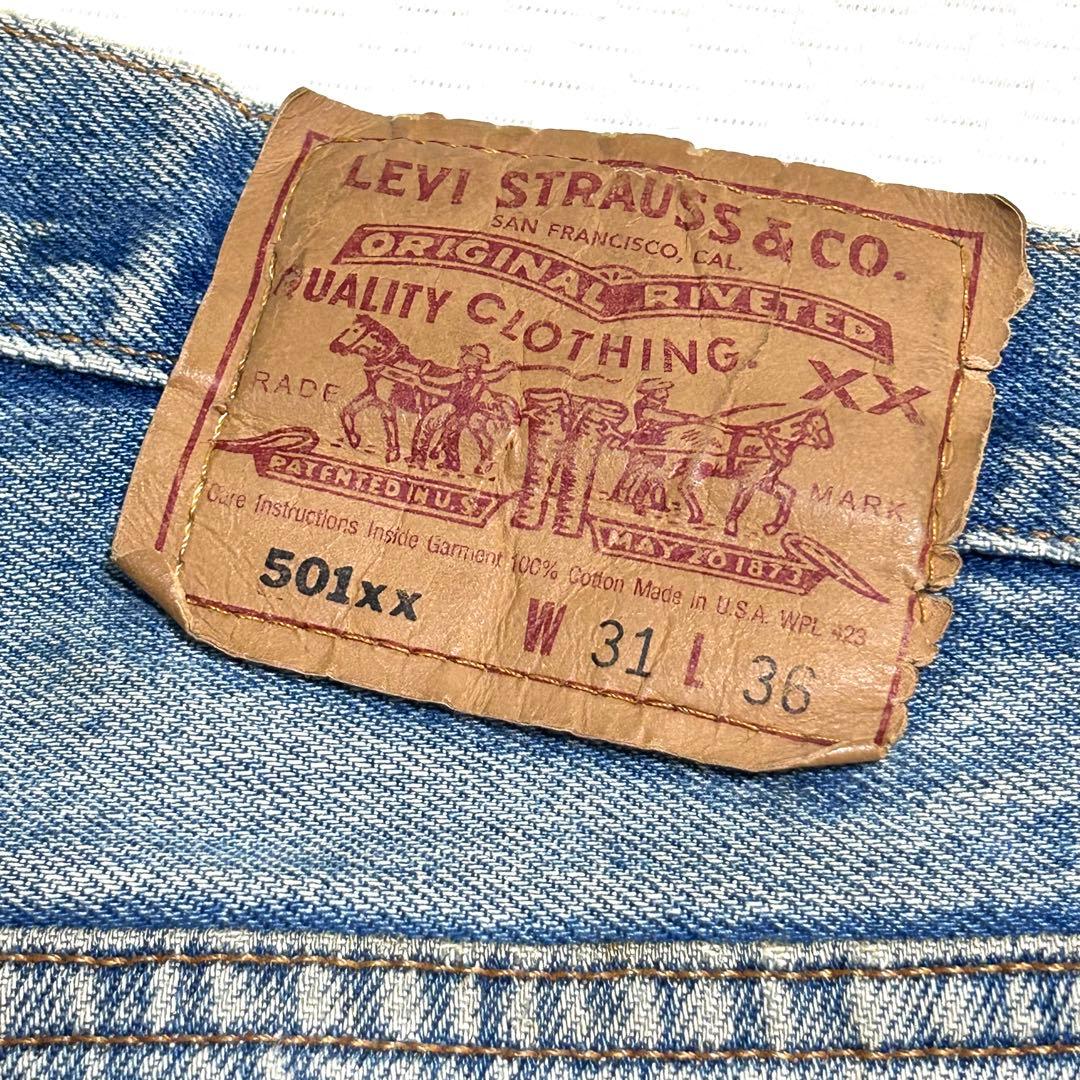 LEVI STRAUSS & CO.
SAN FRANCISCO, CAL.
ORIGINAL RIVETED
QUALITY CLOTHING.
XX
RADE MARK
PATENTED IN U.S. MAY 20 1873
Care Instructions Inside Garment 100% Cotton Made in U.S.A. WPL 423
501xx W 31 L 36